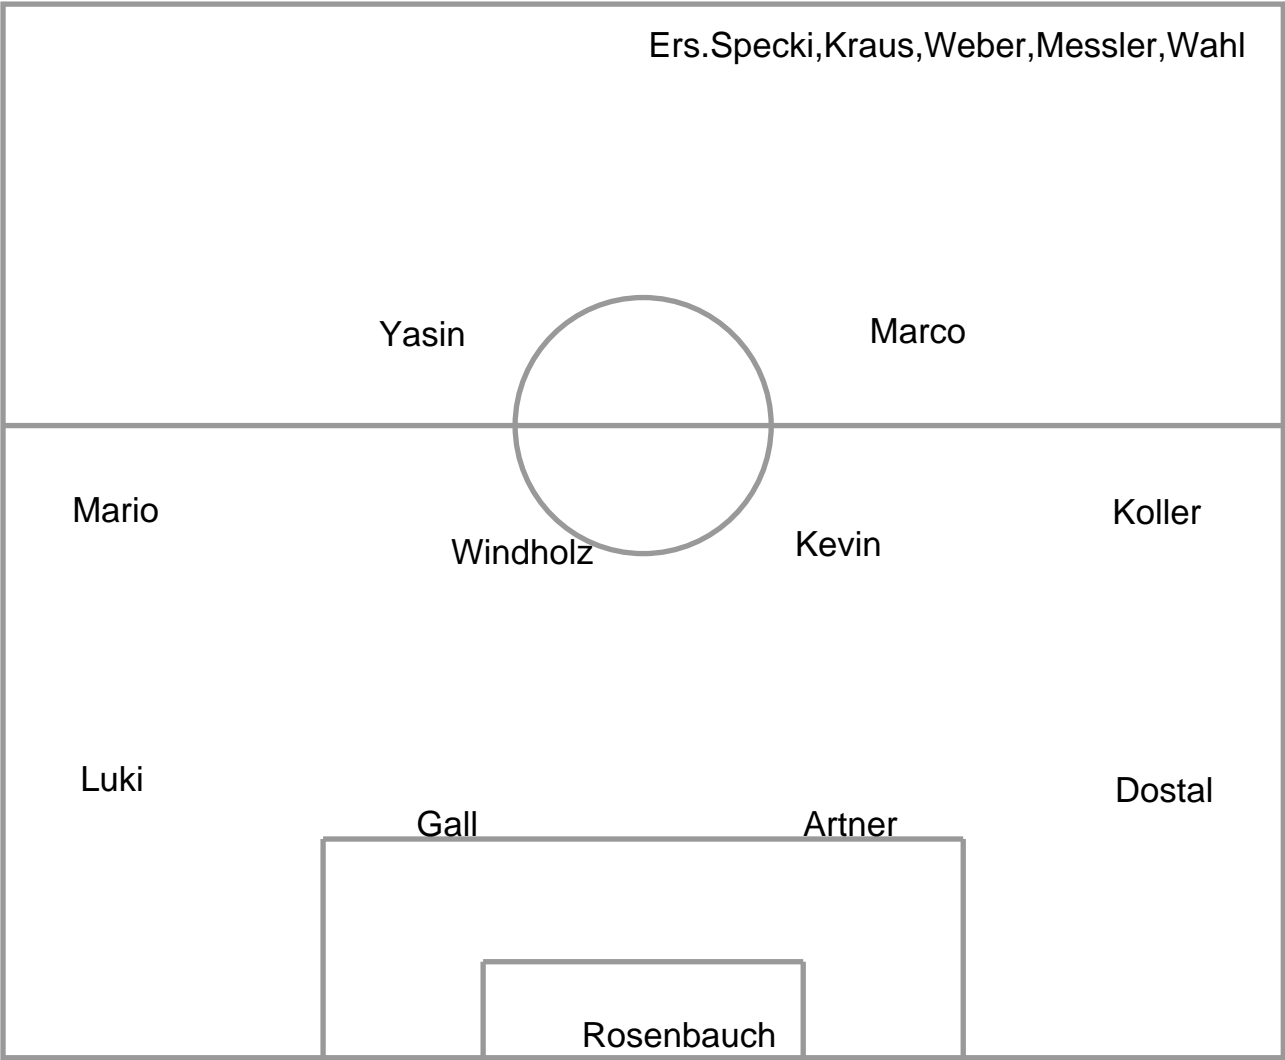 Ers.Specki,Kraus,Weber,Messler,Wahl
Yasin
Marco
Mario
Koller
Windholz
Kevin
Luki
Dostal
Gall
Artner
Rosenbauch